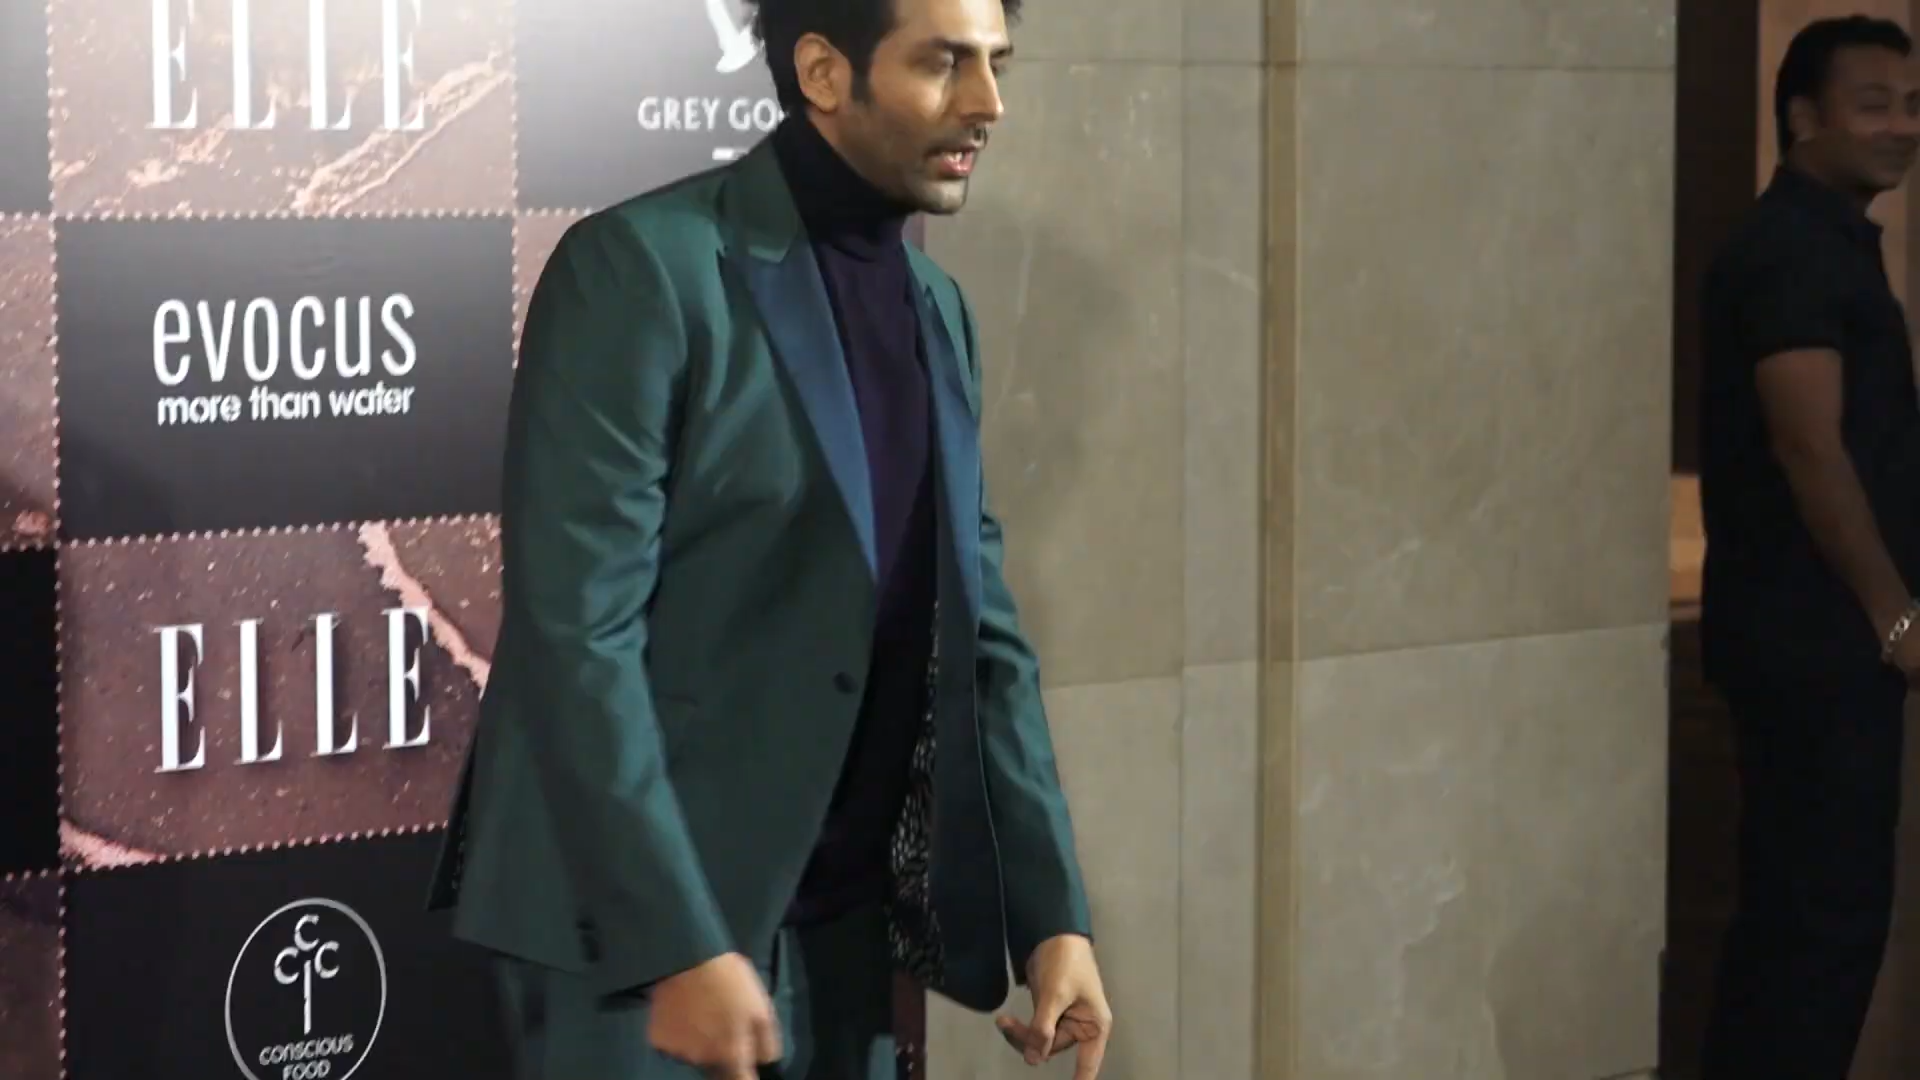 ELLE
GREY GO
evocus
more than water
ELLE
C
C C
CONSCIOUS
FOOD